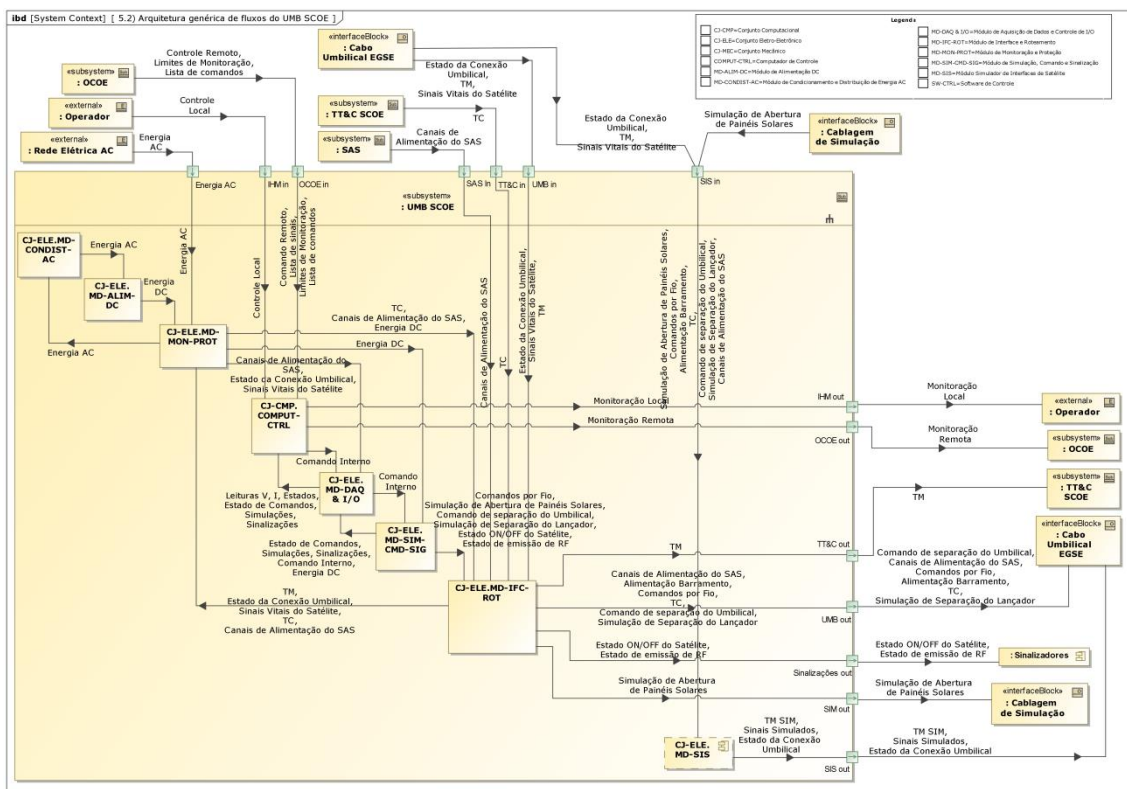 ibd [System Context] [ 5.2) Arquitetura genérica de fluxos do UMB SCOE ]
Legenda
CJ-CMP=Conjunto Computacional
CJ-ELE=Conjunto Eletro-Eletrônico
CJ-MEC=Conjunto Mecânico
COMPUT-CTRL=Computador de Controle
MD-ALIM-DC=Módulo de Alimentação DC
MD-CONDIST-AC=Módulo de Condicionamento e Distribuição de Energia AC
MD-DAQ & I/O=Módulo de Aquisição de Dados e Controle de I/O
MD-IFC-ROT=Módulo de Interface e Roteamento
MD-MON-PROT=Módulo de Monitoração e Proteção
MD-SIM-CMD-SIG=Módulo de Simulação, Comando e Sinalização
MD-SIS=Módulo Simulador de Interfaces de Satélite
SW-CTRL=Software de Controle
Controle Remoto,
Limites de Monitoração,
Lista de comandos
«interfaceBlock»
: Cabo
Umbilical EGSE
«subsystem»
: OCOE
Estado da Conexão
Umbilical,
TM,
Sinais Vitais do Satélite
«external»
: Operador
Controle
Local
«subsystem»
: TT&C SCOE
TC
«external»
: Rede Elétrica AC
Energia
AC
«subsystem»
: SAS
Canais de
Alimentação do SAS
Estado da Conexão
Umbilical,
TM,
Sinais Vitais do Satélite
Simulação de Abertura
de Painéis Solares
«interfaceBlock»
: Cablagem
de Simulação
Energia AC
IHM in
OCOE in
SAS In
TT&C in
UMB in
SIS in
«subsystem»
: UMB SCOE
CJ-ELE.MD-
CONDIST-
AC
Energia AC
CJ-ELE.
MD-ALIM-
DC
Energia
DC
Energia AC
Controle Local
Comando Remoto,
Lista de sinais,
Limites de Monitoração,
Lista de comandos
CJ-ELE.MD-
MON-PROT
Energia AC
TC,
Canais de Alimentação do SAS,
Energia DC
Energia DC
Canais de Alimentação do
SAS,
Estado da Conexão Umbilical,
Sinais Vitais do Satélite
Canais de Alimentação do SAS
TC
Estado da Conexão Umbilical,
Sinais Vitais do Satélite,
TM
Simulação de Abertura de Painéis Solares,
Comandos por Fio,
Alimentação Barramento,
TC,
Comando de separação do Umbilical,
Simulação de Separação do Lançador,
Canais de Alimentação do SAS
CJ-CMP.
COMPUT-
CTRL
Monitoração Local
Monitoração Remota
IHM out
Monitoração
Local
«external»
: Operador
OCOE out
Monitoração
Remota
«subsystem»
: OCOE
Comando Interno
CJ-ELE.
MD-DAQ
& I/O
Comando
Interno
Leituras V, I, Estados,
Estado de Comandos,
Simulações,
Sinalizações
CJ-ELE.
MD-SIM-
CMD-SIG
Estado de Comandos,
Simulações, Sinalizações,
Comando Interno,
Energia DC
Comandos por Fio,
Simulação de Abertura de Painéis Solares,
Comando de separação do Umbilical,
Simulação de Separação do Lançador,
Estado ON/OFF do Satélite,
Estado de emissão de RF
CJ-ELE.MD-IFC-
ROT
TM,
Estado da Conexão Umbilical,
Sinais Vitais do Satélite,
TC,
Canais de Alimentação do SAS
TM
TT&C out
TM
«subsystem»
: TT&C
SCOE
Canais de Alimentação do SAS,
Alimentação Barramento,
Comandos por Fio,
TC,
Comando de separação do Umbilical,
Simulação de Separação do Lançador
UMB out
Comando de separação do Umbilical,
Canais de Alimentação do SAS,
Comandos por Fio,
Alimentação Barramento,
TC,
Simulação de Separação do Lançador
«interfaceBlock»
: Cabo
Umbilical
EGSE
Estado ON/OFF do Satélite,
Estado de emissão de RF
Sinalizações out
Estado ON/OFF do Satélite,
Estado de emissão de RF
: Sinalizadores
Simulação de Abertura
de Painéis Solares
SIM out
Simulação de Abertura
de Painéis Solares
«interfaceBlock»
: Cablagem
de Simulação
CJ-ELE.
MD-SIS
TM SIM,
Sinais Simulados,
Estado da Conexão
Umbilical
SIS out
TM SIM,
Sinais Simulados,
Estado da Conexão Umbilical